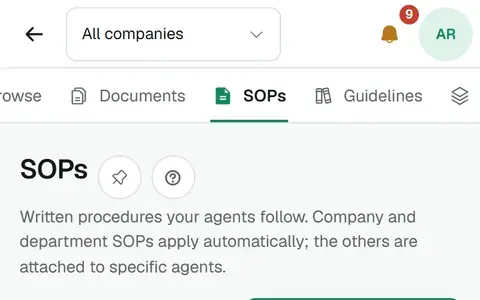 All companies
9
AR
rowse
Documents
SOPs
Guidelines
SOPs
Written procedures your agents follow. Company and
department SOPs apply automatically; the others are
attached to specific agents.